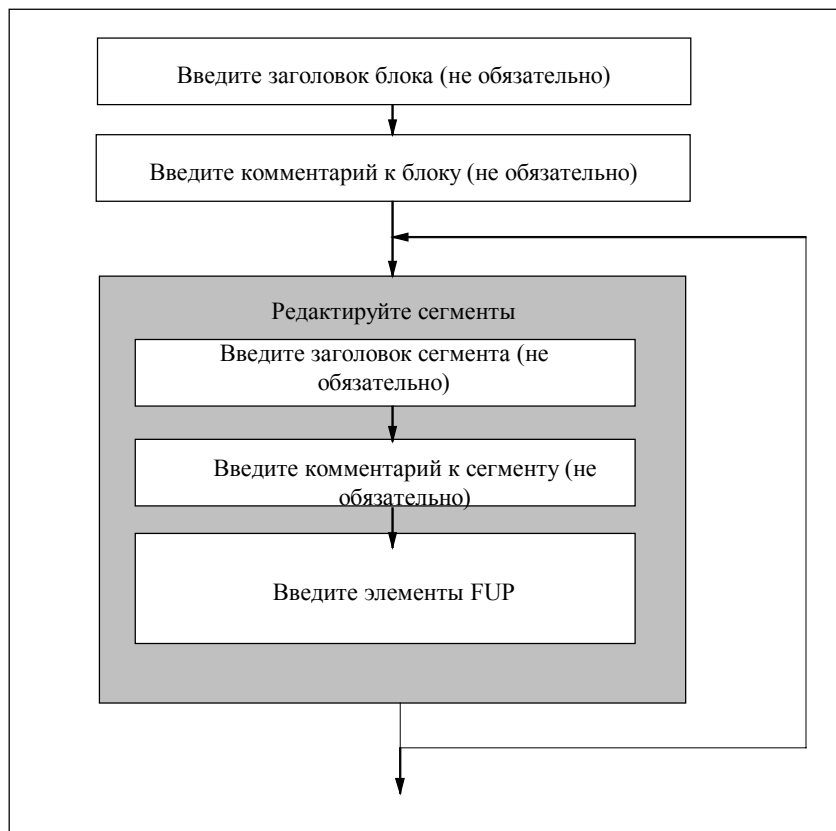 Введите заголовок блока (не обязательно)
Введите комментарий к блоку (не обязательно)
Редактируйте сегменты
Введите заголовок сегмента (не
обязательно)
Введите комментарий к сегменту (не
обязательно)
Введите элементы FUP